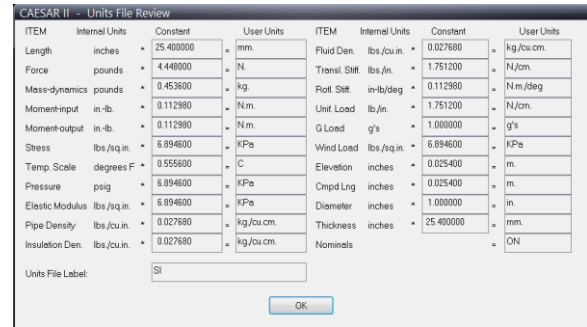 CAESAR II - Units File Review
ITEM Internal Units Constant User Units ITEM Internal Units Constant User Units
Length inches * 25.400000 = mm. Fluid Den. lbs./cu.in. * 0.027680 = kg./cu.cm.
Force pounds * 4.448000 = N. Transl. Stiff. lbs./in. * 1.751200 = N./cm.
Mass-dynamics pounds * 0.453600 = kg. Rotl. Stiff. in-lb/deg * 0.112980 = N.m./deg
Moment-input in.-lb. * 0.112980 = N.m. Unif. Load lb./in. * 1.751200 = N./cm.
Moment-output in.-lb. * 0.112980 = N.m. G Load g's * 1.000000 = g's
Stress lbs./sq.in. * 6.894600 = KPa Wind Load lbs./sq.in. * 6.894600 = KPa
Temp. Scale degrees F * 0.555600 = C Elevation inches * 0.025400 = m.
Pressure psig * 6.894600 = KPa Cmpd Lng inches * 0.025400 = m.
Elastic Modulus lbs./sq.in. * 6.894600 = KPa Diameter inches * 1.000000 = in.
Pipe Density lbs./cu.in. * 0.027680 = kg./cu.cm. Thickness inches * 25.400000 = mm.
Insulation Den. lbs./cu.in. * 0.027680 = kg./cu.cm. Nominals = ON
Units File Label: SI
OK